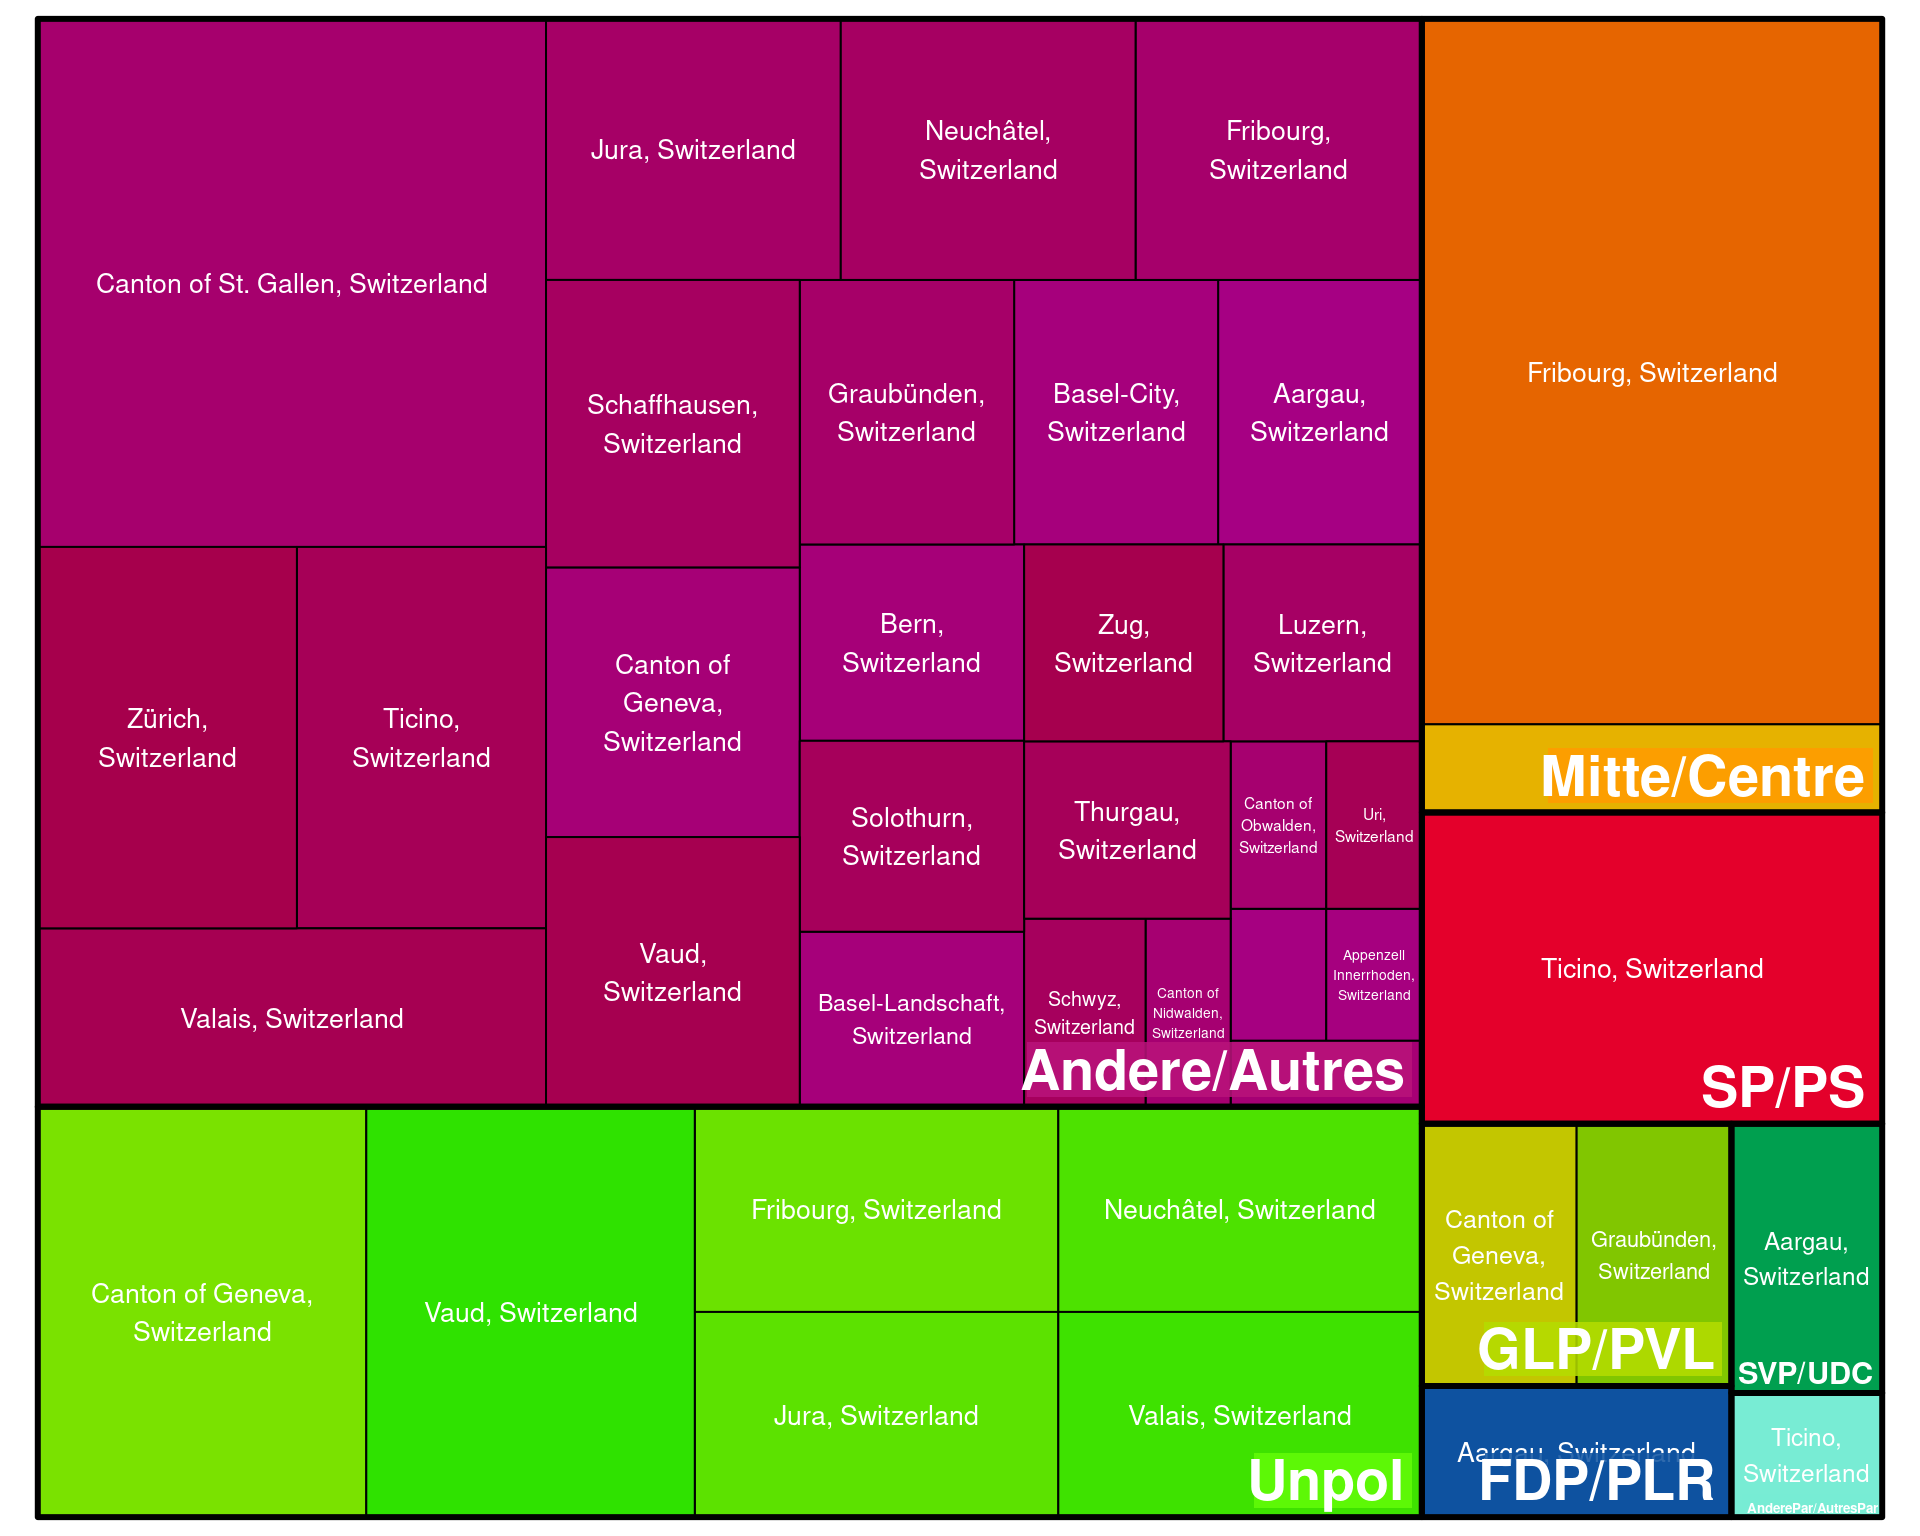 Canton of St. Gallen, Switzerland
Jura, Switzerland
Neuchâtel,
Switzerland
Fribourg,
Switzerland
Schaffhausen,
Switzerland
Graubünden,
Switzerland
Basel-City,
Switzerland
Aargau,
Switzerland
Zürich,
Switzerland
Ticino,
Switzerland
Valais, Switzerland
Canton of
Geneva,
Switzerland
Vaud,
Switzerland
Bern,
Switzerland
Zug,
Switzerland
Luzern,
Switzerland
Solothurn,
Switzerland
Thurgau,
Switzerland
Canton of
Obwalden,
Switzerland
Uri,
Switzerland
Basel-Landschaft,
Switzerland
Schwyz,
Switzerland
Canton of
Nidwalden,
Switzerland
Appenzell
Innerrhoden,
Switzerland
Andere/Autres
Canton of Geneva,
Switzerland
Vaud, Switzerland
Fribourg, Switzerland
Neuchâtel, Switzerland
Jura, Switzerland
Valais, Switzerland
Unpol
Fribourg, Switzerland
Mitte/Centre
Ticino, Switzerland
SP/PS
Canton of
Geneva,
Switzerland
Graubünden,
Switzerland
GLP/PVL
Aargau,
Switzerland
SVP/UDC
Aargau, Switzerland
FDP/PLR
Ticino,
Switzerland
AnderePar/AutresPar